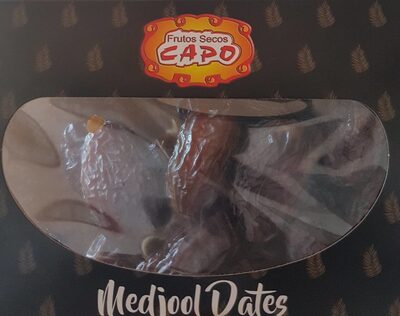 Frutos Secos
CAPO
Medjool Dates